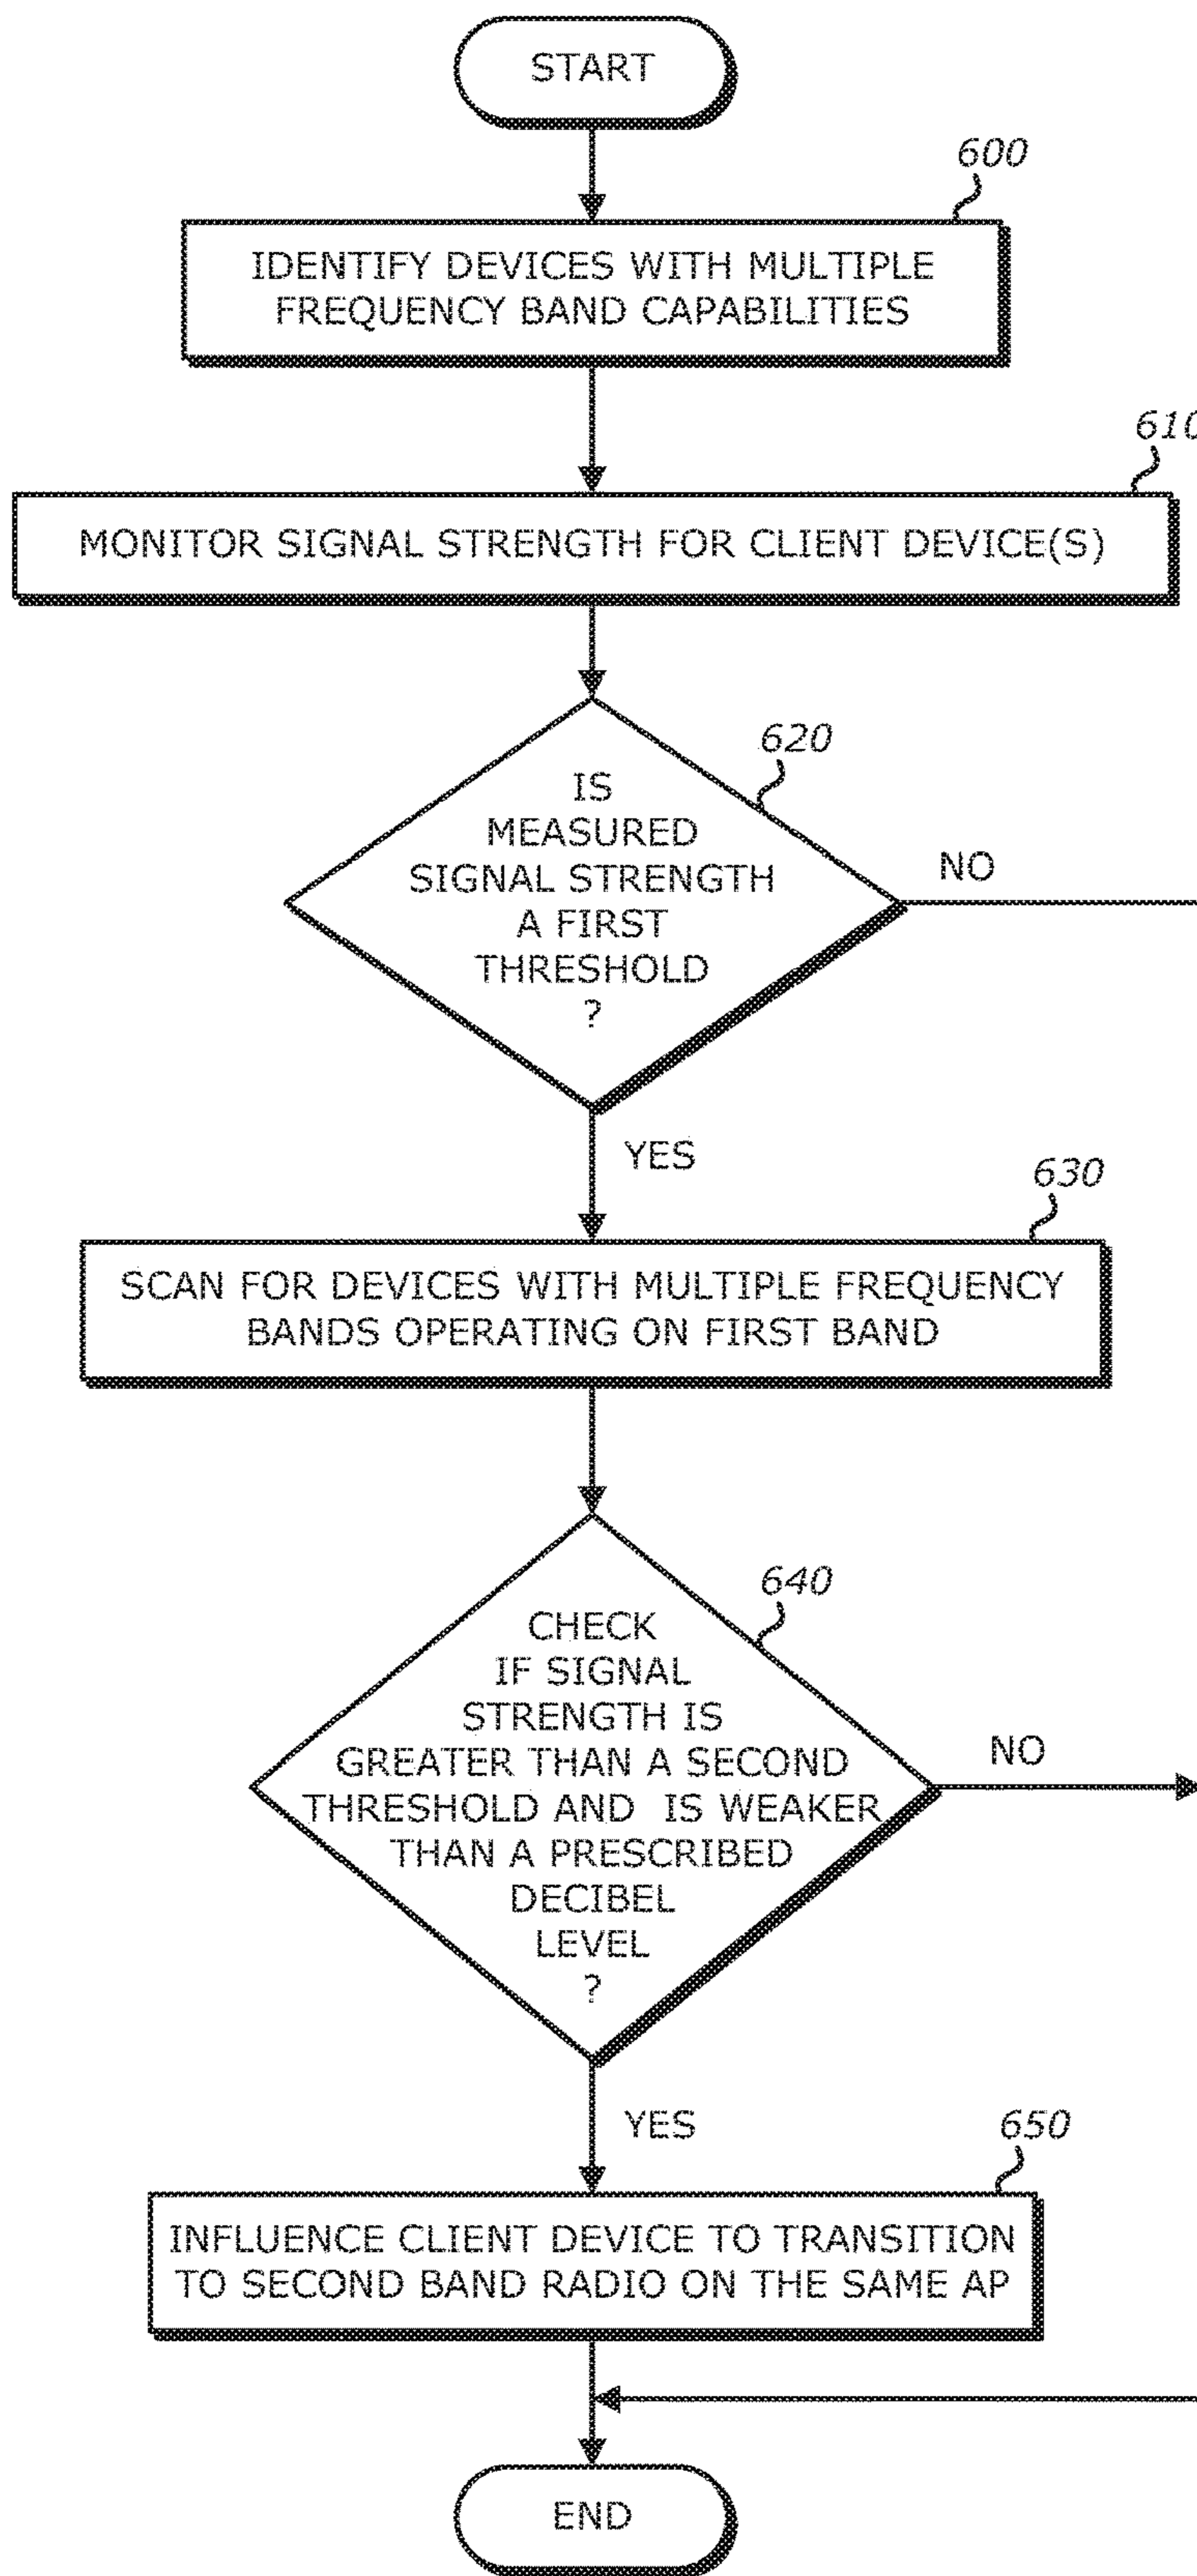 START
600
IDENTIFY DEVICES WITH MULTIPLE
FREQUENCY BAND CAPABILITIES
610
MONITOR SIGNAL STRENGTH FOR CLIENT DEVICE(S)
620
IS
MEASURED
SIGNAL STRENGTH
A FIRST
THRESHOLD
?
NO
YES
630
SCAN FOR DEVICES WITH MULTIPLE FREQUENCY
BANDS OPERATING ON FIRST BAND
640
CHECK
IF SIGNAL
STRENGTH IS
GREATER THAN A SECOND
THRESHOLD AND IS WEAKER
THAN A PRESCRIBED
DECIBEL
LEVEL
?
NO
YES
650
INFLUENCE CLIENT DEVICE TO TRANSITION
TO SECOND BAND RADIO ON THE SAME AP
END